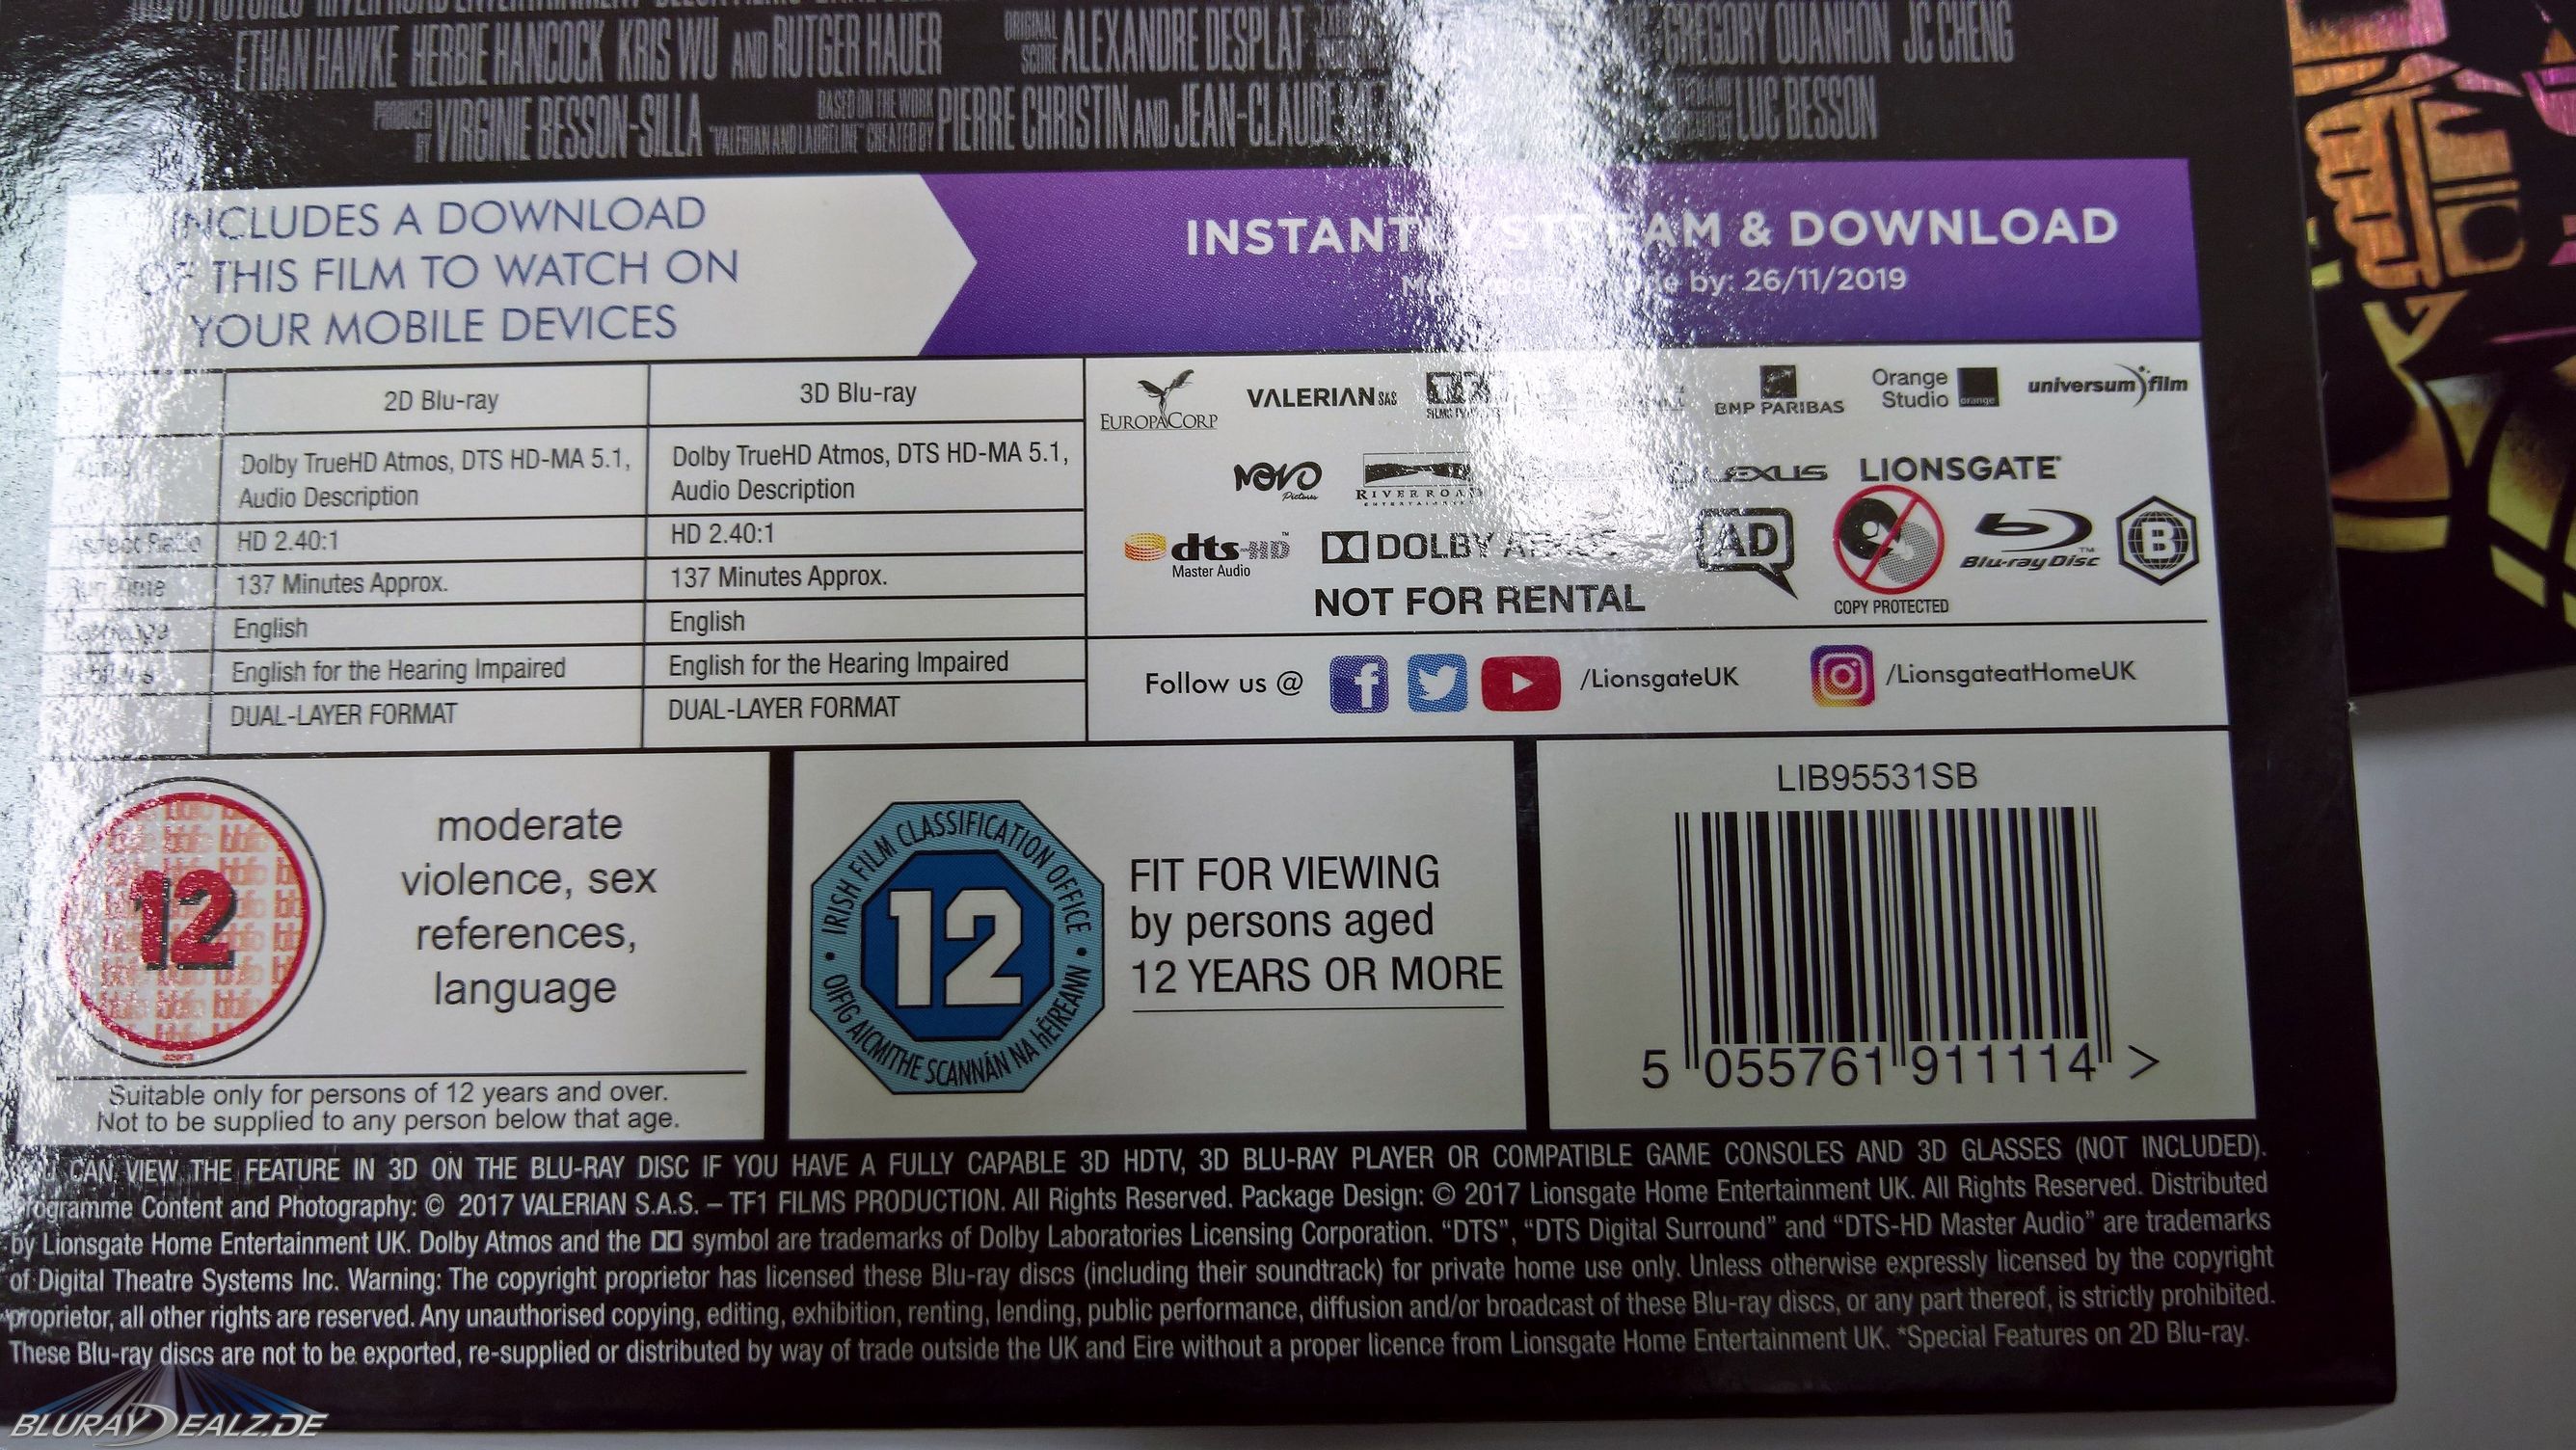 ETHAN HAWKE HERBIE HANCOCK KRIS WU AND RUTGER HAUER ORIGINAL SCORE ALEXANDRE DESPLAT GREGORY QUANHON JC CHENG
PRODUCED BY VIRGINIE BESSON-SILLA BASED ON THE WORK "VALERIAN AND LAURELINE" CREATED BY PIERRE CHRISTIN AND JEAN-CLAUDE LUC BESSON
INCLUDES A DOWNLOAD
OF THIS FILM TO WATCH ON
YOUR MOBILE DEVICES
INSTANTLY STREAM & DOWNLOAD
by: 26/11/2019
2D Blu-ray 3D Blu-ray
Audio Dolby TrueHD Atmos, DTS HD-MA 5.1, Audio Description Dolby TrueHD Atmos, DTS HD-MA 5.1, Audio Description
Aspect Ratio HD 2.40:1 HD 2.40:1
Run Time 137 Minutes Approx. 137 Minutes Approx.
Language English English
English for the Hearing Impaired English for the Hearing Impaired
DUAL-LAYER FORMAT DUAL-LAYER FORMAT
EUROPACORP VALERIAN SAS BNP PARIBAS Orange Studio orange universum film
NOVO Pictures RIVER ROAD ENTERTAINMENT LEXUS LIONSGATE
dts-HD Master Audio DOLBY ATMOS AD COPY PROTECTED Blu-ray Disc B
NOT FOR RENTAL
Follow us @ f /LionsgateUK /LionsgateatHomeUK
12
moderate
violence, sex
references,
language
Suitable only for persons of 12 years and over.
Not to be supplied to any person below that age.
IRISH FILM CLASSIFICATION OFFICE
12
OIFIG AICMITHE SCANNÁN NA hÉIREANN
FIT FOR VIEWING
by persons aged
12 YEARS OR MORE
LIB95531SB
5 055761 911114 >
YOU CAN VIEW THE FEATURE IN 3D ON THE BLU-RAY DISC IF YOU HAVE A FULLY CAPABLE 3D HDTV, 3D BLU-RAY PLAYER OR COMPATIBLE GAME CONSOLES AND 3D GLASSES (NOT INCLUDED).
Programme Content and Photography: © 2017 VALERIAN S.A.S. – TF1 FILMS PRODUCTION. All Rights Reserved. Package Design: © 2017 Lionsgate Home Entertainment UK. All Rights Reserved. Distributed
by Lionsgate Home Entertainment UK. Dolby Atmos and the symbol are trademarks of Dolby Laboratories Licensing Corporation. "DTS", "DTS Digital Surround" and "DTS-HD Master Audio" are trademarks
of Digital Theatre Systems Inc. Warning: The copyright proprietor has licensed these Blu-ray discs (including their soundtrack) for private home use only. Unless otherwise expressly licensed by the copyright
proprietor, all other rights are reserved. Any unauthorised copying, editing, exhibition, renting, lending, public performance, diffusion and/or broadcast of these Blu-ray discs, or any part thereof, is strictly prohibited.
These Blu-ray discs are not to be exported, re-supplied or distributed by way of trade outside the UK and Eire without a proper licence from Lionsgate Home Entertainment UK. *Special Features on 2D Blu-ray.
BLURAYDEALZ.DE